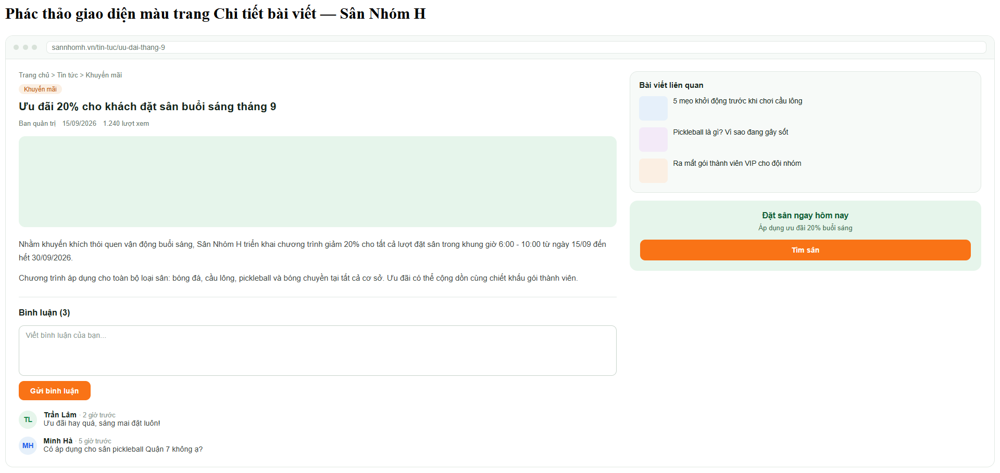 Phác thảo giao diện màu trang Chi tiết bài viết — Sân Nhóm H
sannhomh.vn/tin-tuc/uu-dai-thang-9
Trang chủ > Tin tức > Khuyến mãi
Khuyến mãi
Ưu đãi 20% cho khách đặt sân buổi sáng tháng 9
Ban quản trị 15/09/2026 1.240 lượt xem
Nhằm khuyến khích thói quen vận động buổi sáng, Sân Nhóm H triển khai chương trình giảm 20% cho tất cả lượt đặt sân trong khung giờ 6:00 - 10:00 từ ngày 15/09 đến
hết 30/09/2026.
Chương trình áp dụng cho toàn bộ loại sân: bóng đá, cầu lông, pickleball và bóng chuyền tại tất cả cơ sở. Ưu đãi có thể cộng dồn cùng chiết khấu gói thành viên.
Bình luận (3)
Viết bình luận của bạn...
Gửi bình luận
TL
Trần Lâm · 2 giờ trước
Ưu đãi hay quá, sáng mai đặt luôn!
MH
Minh Hà · 5 giờ trước
Có áp dụng cho sân pickleball Quận 7 không ạ?
Bài viết liên quan
5 mẹo khởi động trước khi chơi cầu lông
Pickleball là gì? Vì sao đang gây sốt
Ra mắt gói thành viên VIP cho đội nhóm
Đặt sân ngay hôm nay
Áp dụng ưu đãi 20% buổi sáng
Tìm sân